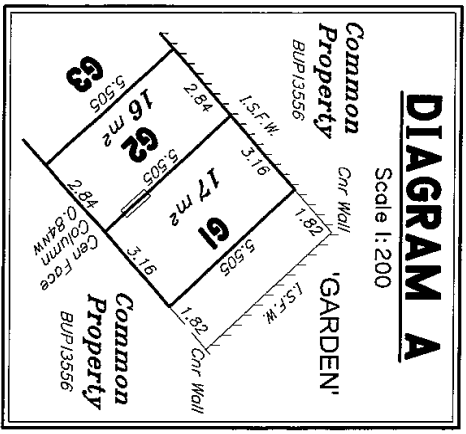 DIAGRAM A
Scale 1:200
Common
Property
BUP13556
Cnr Wall
'GARDEN'
I.S.F.W.
I.S.F.W.
1.82
3.16
2.84
5.505
G1
17 m²
5.505
G2
16 m²
5.505
G3
2.84
3.16
1.82
Cnr Wall
Cen Face
Column
0.84NW
Common
Property
BUP13556